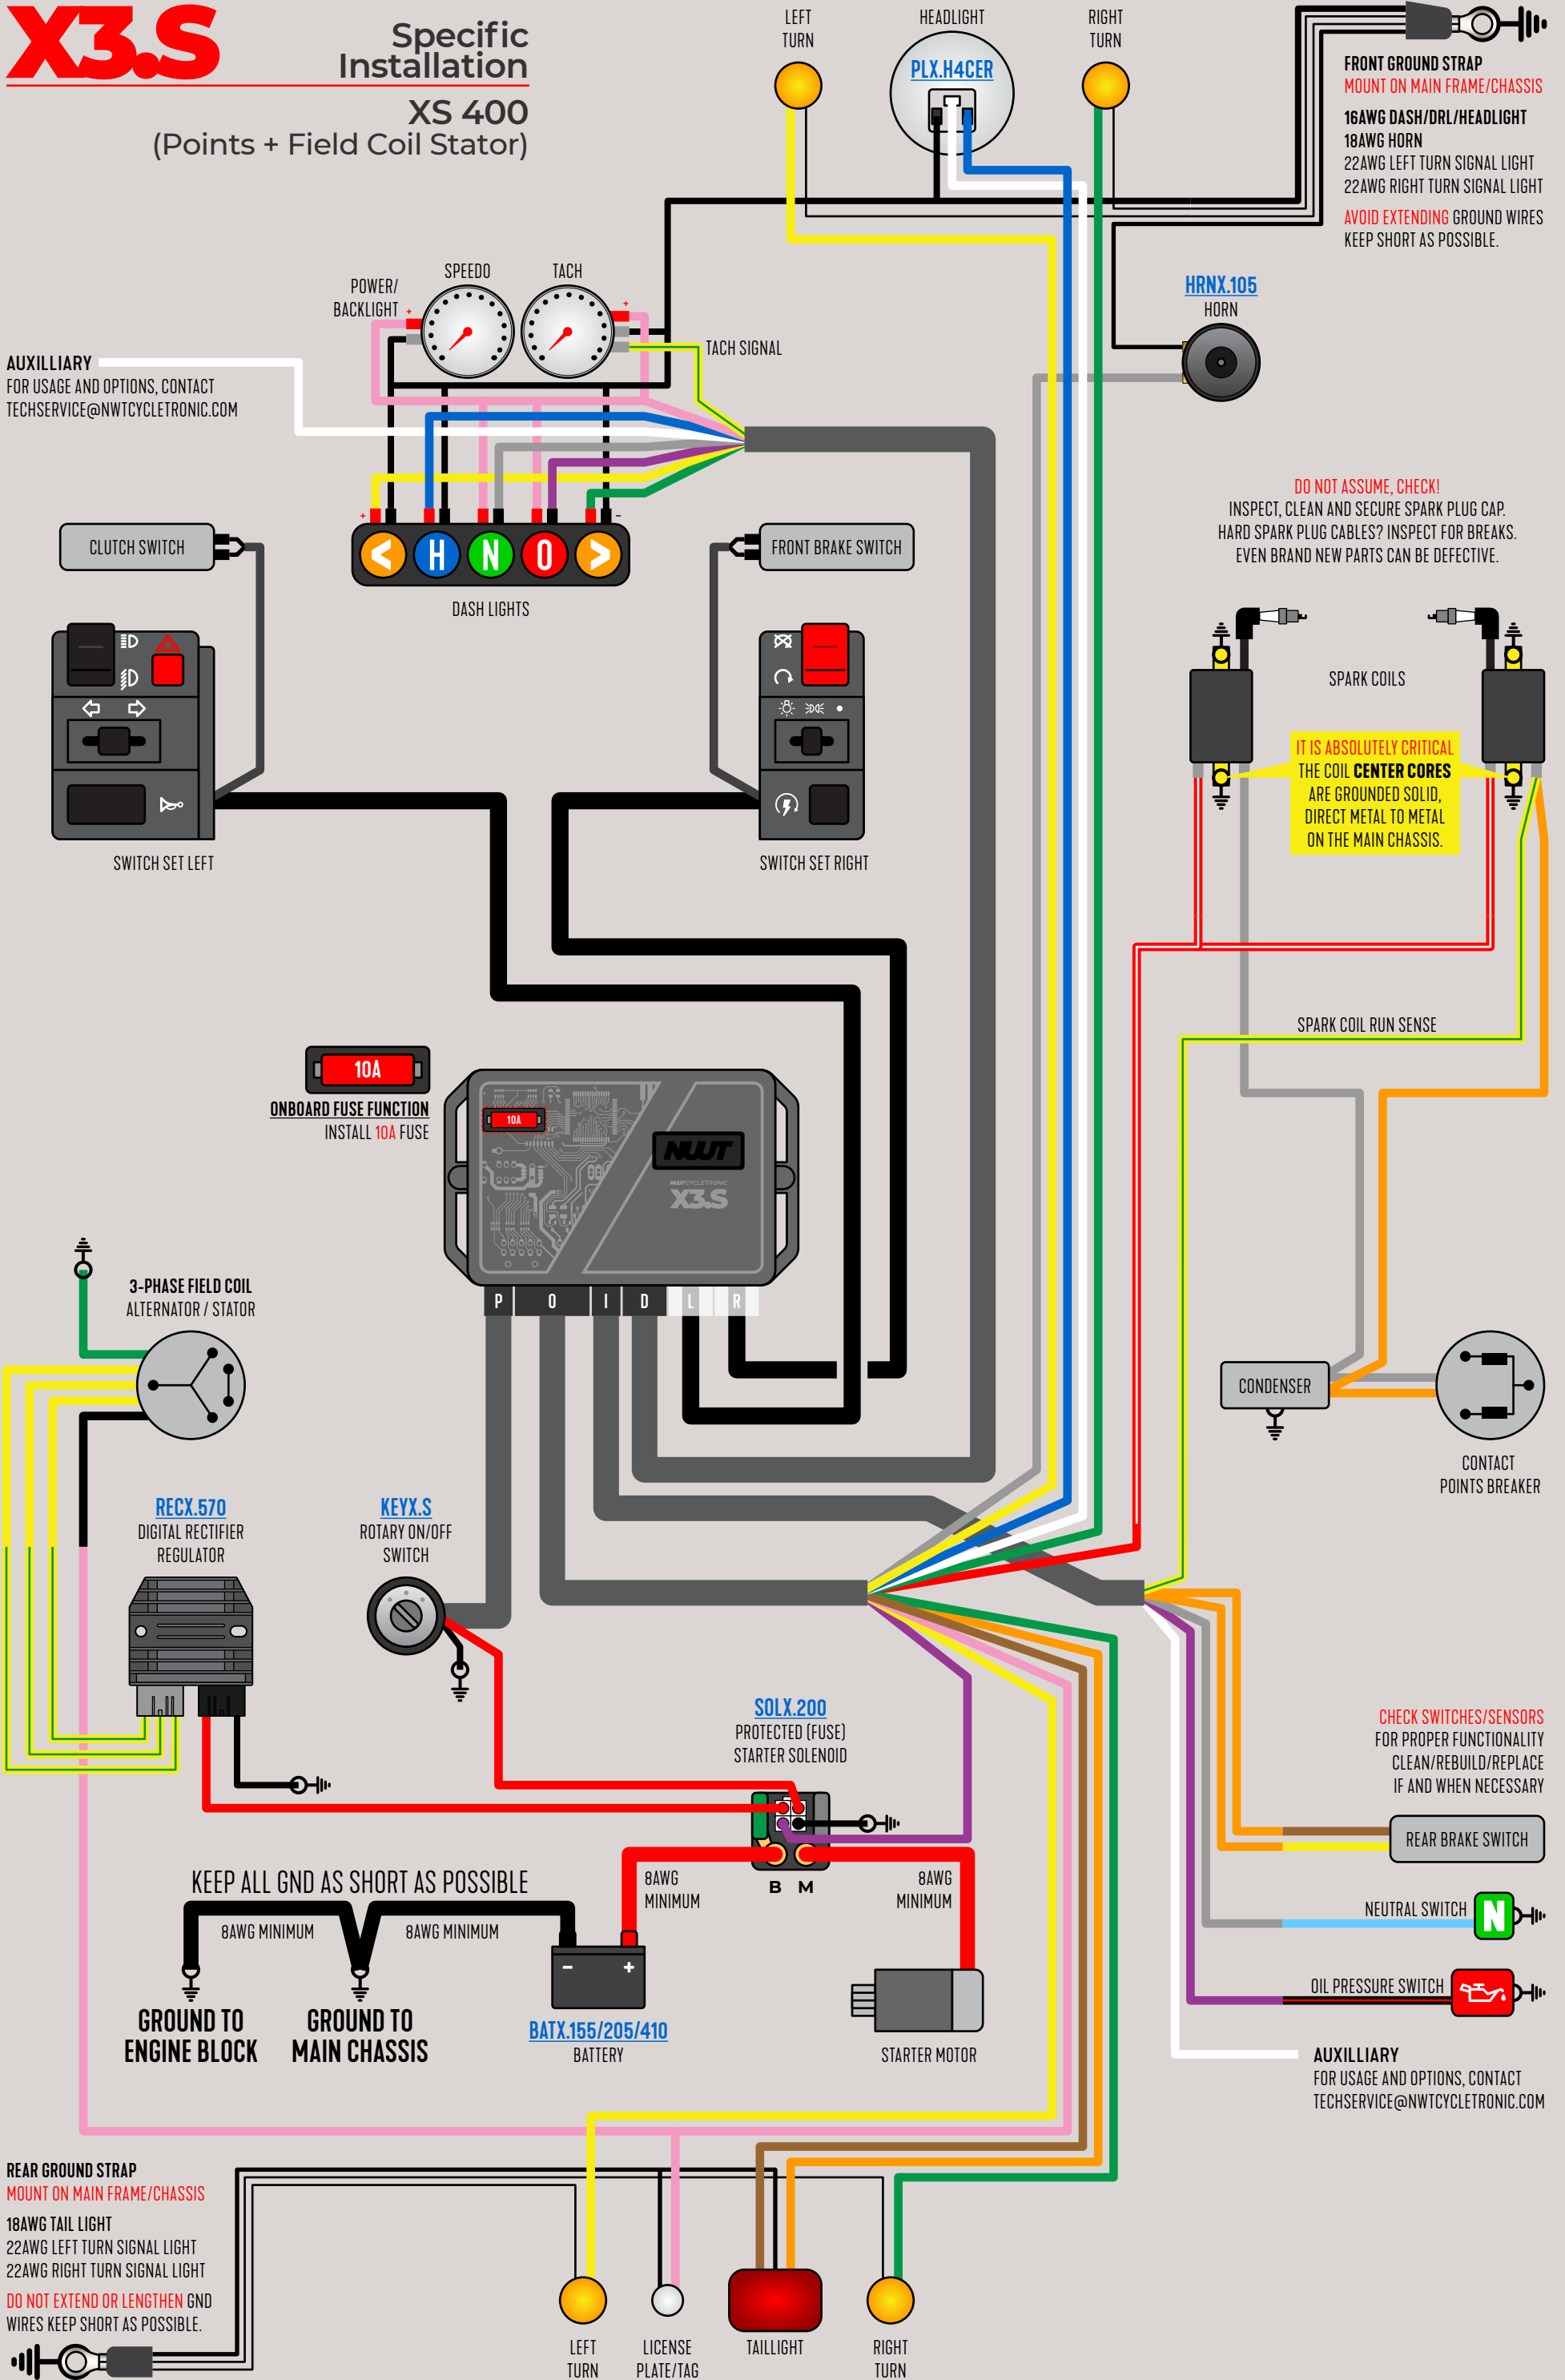 X3.S
Specific
Installation
XS 400
(Points + Field Coil Stator)
LEFT
TURN
HEADLIGHT
PLX.H4CER
RIGHT
TURN
FRONT GROUND STRAP
MOUNT ON MAIN FRAME/CHASSIS
16AWG DASH/DRL/HEADLIGHT
18AWG HORN
22AWG LEFT TURN SIGNAL LIGHT
22AWG RIGHT TURN SIGNAL LIGHT
AVOID EXTENDING GROUND WIRES
KEEP SHORT AS POSSIBLE.
HRNX.105
HORN
SPEEDO
TACH
POWER/
BACKLIGHT
+
+
TACH SIGNAL
AUXILLIARY
FOR USAGE AND OPTIONS, CONTACT
TECHSERVICE@NWTCYCLETRONIC.COM
+
-
< H N O >
DASH LIGHTS
CLUTCH SWITCH
FRONT BRAKE SWITCH
SWITCH SET LEFT
SWITCH SET RIGHT
DO NOT ASSUME, CHECK!
INSPECT, CLEAN AND SECURE SPARK PLUG CAP.
HARD SPARK PLUG CABLES? INSPECT FOR BREAKS.
EVEN BRAND NEW PARTS CAN BE DEFECTIVE.
SPARK COILS
IT IS ABSOLUTELY CRITICAL
THE COIL CENTER CORES
ARE GROUNDED SOLID,
DIRECT METAL TO METAL
ON THE MAIN CHASSIS.
SPARK COIL RUN SENSE
10A
ONBOARD FUSE FUNCTION
INSTALL 10A FUSE
10A
NWT
NWTCYCLETRONIC
X3.S
P O I D L R
3-PHASE FIELD COIL
ALTERNATOR / STATOR
CONDENSER
CONTACT
POINTS BREAKER
RECX.570
DIGITAL RECTIFIER
REGULATOR
KEYX.S
ROTARY ON/OFF
SWITCH
SOLX.200
PROTECTED (FUSE)
STARTER SOLENOID
B M
8AWG
MINIMUM
8AWG
MINIMUM
KEEP ALL GND AS SHORT AS POSSIBLE
8AWG MINIMUM
8AWG MINIMUM
GROUND TO
ENGINE BLOCK
GROUND TO
MAIN CHASSIS
- +
BATX.155/205/410
BATTERY
STARTER MOTOR
CHECK SWITCHES/SENSORS
FOR PROPER FUNCTIONALITY
CLEAN/REBUILD/REPLACE
IF AND WHEN NECESSARY
REAR BRAKE SWITCH
NEUTRAL SWITCH
N
OIL PRESSURE SWITCH
AUXILLIARY
FOR USAGE AND OPTIONS, CONTACT
TECHSERVICE@NWTCYCLETRONIC.COM
REAR GROUND STRAP
MOUNT ON MAIN FRAME/CHASSIS
18AWG TAIL LIGHT
22AWG LEFT TURN SIGNAL LIGHT
22AWG RIGHT TURN SIGNAL LIGHT
DO NOT EXTEND OR LENGTHEN GND
WIRES KEEP SHORT AS POSSIBLE.
LEFT
TURN
LICENSE
PLATE/TAG
TAILLIGHT
RIGHT
TURN